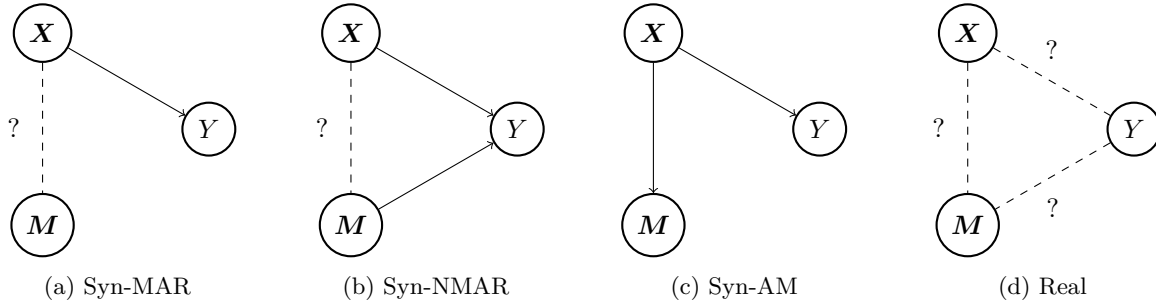 X X X X
? ? ? ?
Y Y Y Y
?
M M M M
(a) Syn-MAR (b) Syn-NMAR (c) Syn-AM (d) Real